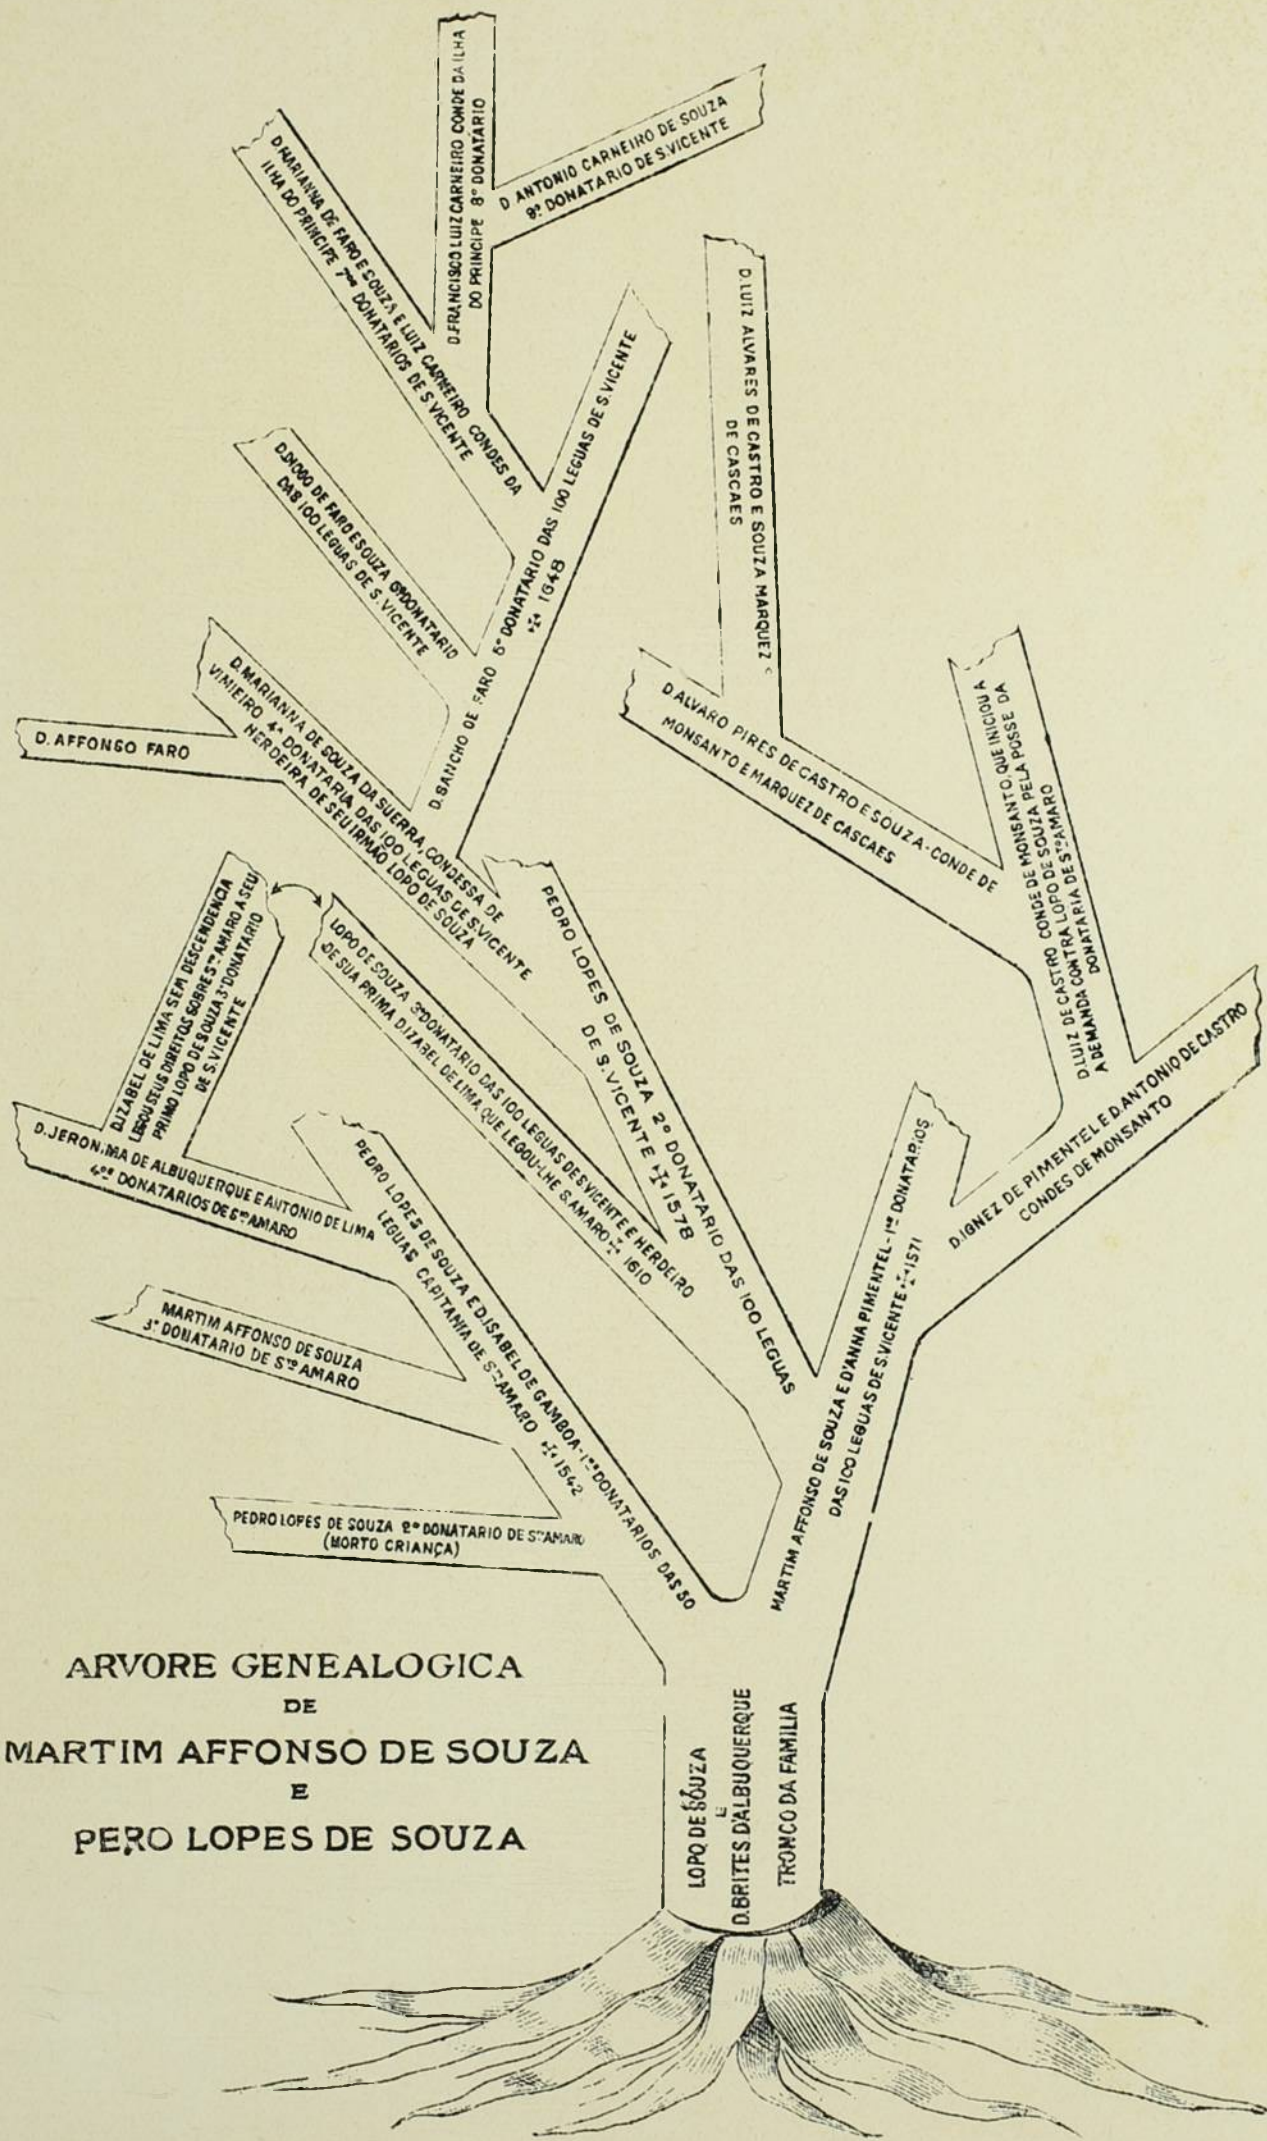 D. FRANCISCO LUIZ CARNEIRO CONDE DA ILHA
DO PRINCIPE 8º DONATARIO
D ANTONIO CARNEIRO DE SOUZA
9º DONATARIO DE S.VICENTE
D.MARIANNA DE FARO E SOUZA E LUIZ CARNEIRO CONDES DA
ILHA DO PRINCIPE 7ºˢ DONATARIOS DE S.VICENTE
D.LUIZ ALVARES DE CASTRO E SOUZA MARQUEZ
DE CASCAES
D.DIOGO DE FARO E SOUZA 6º DONATARIO
DAS 100 LEGUAS DE S.VICENTE
D.SANCHO DE FARO 5º DONATARIO DAS 100 LEGUAS DE S.VICENTE
✠ 1648
D.MARIANNA DE SOUZA DA GUERRA, CONDESSA DE
VIMIEIRO 4ª DONATARIA DAS 100 LEGUAS DE S.VICENTE
HERDEIRA DE SEU IRMÃO LOPO DE SOUZA
D. AFFONSO FARO
D.ALVARO PIRES DE CASTRO E SOUZA-CONDE DE
MONSANTO E MARQUEZ DE CASCAES
D.LUIZ DE CASTRO CONDE DE MONSANTO, QUE INICIOU A
A DEMANDA CONTRA LOPO DE SOUZA PELA POSSE DA
DONATARIA DE Sᵗᵒ AMARO
D.IZABEL DE LIMA SEM DESCENDENCIA
LEGOU SEUS DIREITOS SOBRE Sᵗᵒ AMARO A SEU
PRIMO LOPO DE SOUZA 3º DONATARIO
DE S.VICENTE
LOPO DE SOUZA 3º DONATARIO DAS 100 LEGUAS DE S.VICENTE E HERDEIRO
DE SUA PRIMA D.IZABEL DE LIMA QUE LEGOU-LHE S.AMARO ✠ 1610
PEDRO LOPES DE SOUZA 2º DONATARIO DAS 100 LEGUAS
DE S.VICENTE ✠ 1578
D.IGNEZ DE PIMENTEL E D.ANTONIO DE CASTRO
CONDES DE MONSANTO
D.JERONIMA DE ALBUQUERQUE E ANTONIO DE LIMA
4ºˢ DONATARIOS DE Sᵗᵒ AMARO
PEDRO LOPES DE SOUZA E D.ISABEL DE GAMBOA-1ºˢ DONATARIOS DAS 50
LEGUAS CAPITANIA DE Sᵗᵒ AMARO ✠ 1542
MARTIM AFFONSO DE SOUZA E D'ANNA PIMENTEL-1ºˢ DONATARIOS
DAS 100 LEGUAS DE S.VICENTE-✠-1571
MARTIM AFFONSO DE SOUZA
3º DONATARIO DE Sᵗᵒ AMARO
PEDRO LOPES DE SOUZA 2º DONATARIO DE Sᵗᵒ AMARO
(MORTO CRIANÇA)
ARVORE GENEALOGICA
DE
MARTIM AFFONSO DE SOUZA
E
PERO LOPES DE SOUZA
LOPO DE SOUZA
E
D.BRITES D'ALBUQUERQUE
TRONCO DA FAMILIA